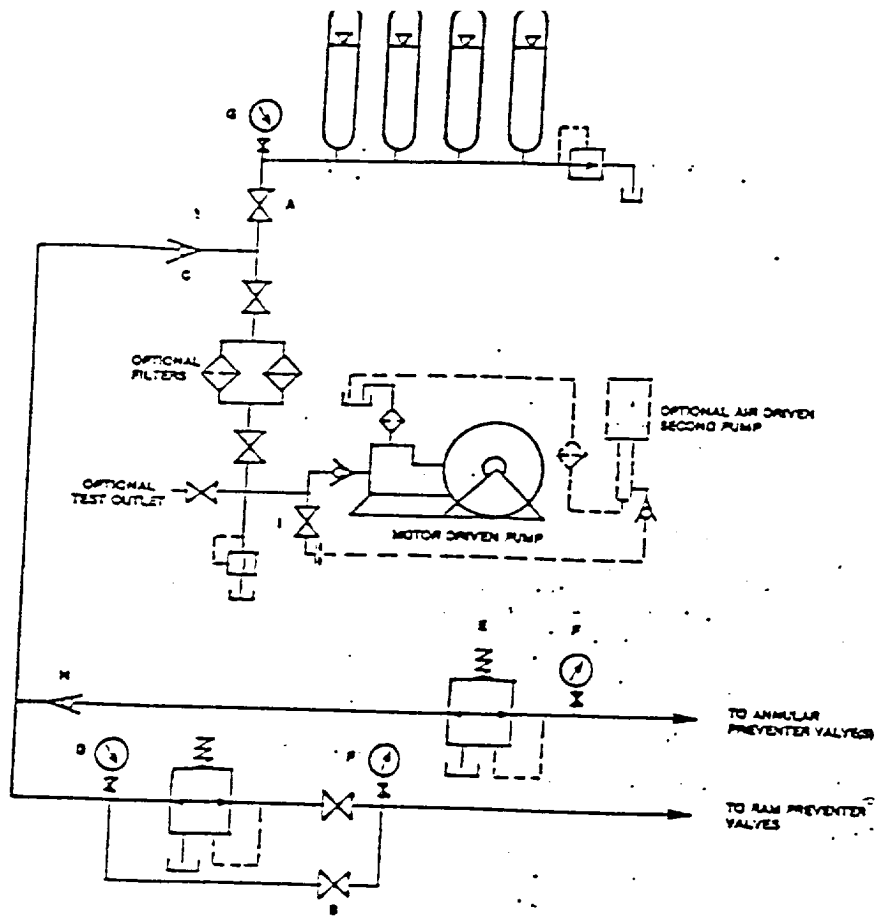 G
A
C
OPTIONAL
FILTERS
OPTIONAL AIR DRIVEN
SECOND PUMP
OPTIONAL
TEST OUTLET
MOTOR DRIVEN PUMP
E
F
H
TO ANNULAR
PREVENTER VALVE(S)
F
TO RAM PREVENTER
VALVES
B